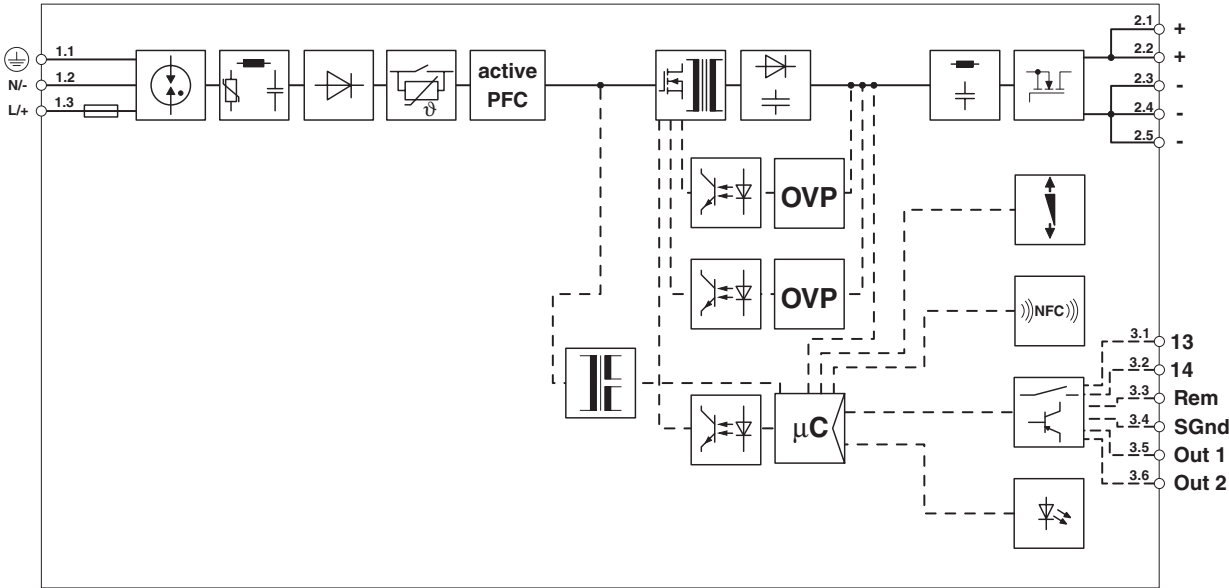 1.1
N/- 1.2
L/+ 1.3
active
PFC
ϑ
2.1 +
2.2 +
2.3 -
2.4 -
2.5 -
OVP
OVP
NFC
μC
3.1 13
3.2 14
3.3 Rem
3.4 SGnd
3.5 Out 1
3.6 Out 2